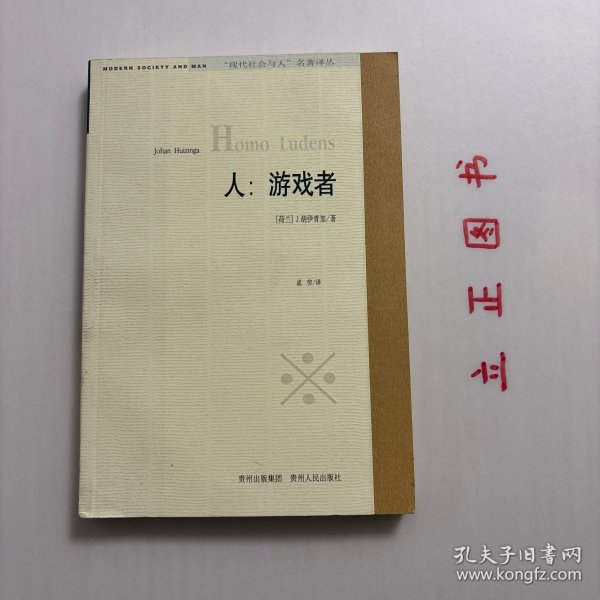 MODERN SOCIETY AND MAN
“现代社会与人”名著译丛
Johan Huizinga
Homo Ludens
人：游戏者
[荷兰] J.胡伊青加/著
成穷/译
贵州出版集团 贵州人民出版社
立正图书
孔夫子旧书网
www.kongfz.com